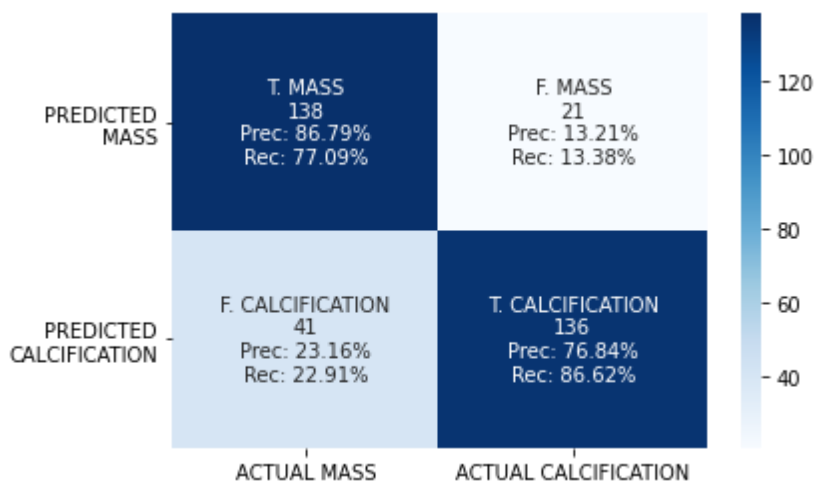 PREDICTED
MASS
T. MASS
138
Prec: 86.79%
Rec: 77.09%
F. MASS
21
Prec: 13.21%
Rec: 13.38%
PREDICTED
CALCIFICATION
F. CALCIFICATION
41
Prec: 23.16%
Rec: 22.91%
T. CALCIFICATION
136
Prec: 76.84%
Rec: 86.62%
ACTUAL MASS
ACTUAL CALCIFICATION
120
100
80
60
40